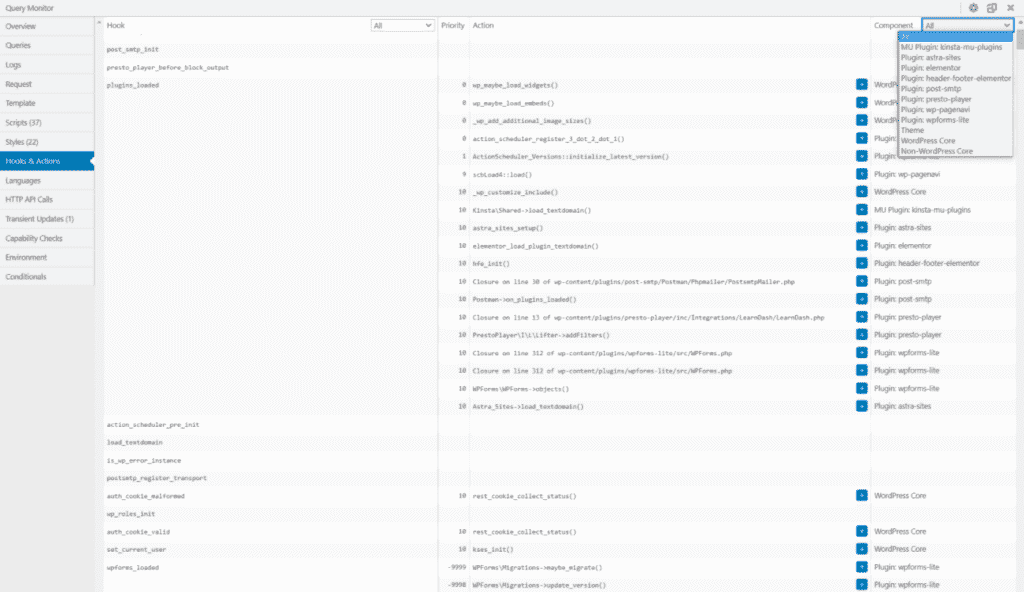 Query Monitor
Overview
Queries
Logs
Request
Template
Scripts (37)
Styles (22)
Hooks & Actions
Languages
HTTP API Calls
Transient Updates (1)
Capability Checks
Environment
Conditionals
Hook All Priority Action Component All
All
MU Plugin: kinsta-mu-plugins
Plugin: astra-sites
Plugin: elementor
Plugin: header-footer-elementor
Plugin: post-smtp
Plugin: presto-player
Plugin: wp-pagenavi
Plugin: wpforms-lite
Theme
WordPress Core
Non-WordPress Core
post_smtp_init
presto_player_before_block_output
plugins_loaded 0 wp_maybe_load_widgets() WordP
0 wp_maybe_load_embeds() WordP
0 _wp_add_additional_image_sizes() WordP
0 action_scheduler_register_3_dot_2_dot_1() Plugin:
1 ActionScheduler_Versions::initialize_latest_version() Plugin: wpforms-lite
9 scbLoad4::load() Plugin: wp-pagenavi
10 _wp_customize_include() WordPress Core
10 Kinsta\Shared->load_textdomain() MU Plugin: kinsta-mu-plugins
10 astra_sites_setup() Plugin: astra-sites
10 elementor_load_plugin_textdomain() Plugin: elementor
10 hfe_init() Plugin: header-footer-elementor
10 Closure on line 30 of wp-content/plugins/post-smtp/Postman/Phpmailer/PostsmtpMailer.php Plugin: post-smtp
10 Postman->on_plugins_loaded() Plugin: post-smtp
10 Closure on line 13 of wp-content/plugins/presto-player/inc/Integrations/LearnDash/LearnDash.php Plugin: presto-player
10 PrestoPlayer\I\L\Lifter->addFilters() Plugin: presto-player
10 Closure on line 312 of wp-content/plugins/wpforms-lite/src/WPForms.php Plugin: wpforms-lite
10 Closure on line 312 of wp-content/plugins/wpforms-lite/src/WPForms.php Plugin: wpforms-lite
10 WPForms\WPForms->objects() Plugin: wpforms-lite
10 Astra_Sites->load_textdomain() Plugin: astra-sites
action_scheduler_pre_init
load_textdomain
is_wp_error_instance
postsmtp_register_transport
auth_cookie_malformed 10 rest_cookie_collect_status() WordPress Core
wp_roles_init
auth_cookie_valid 10 rest_cookie_collect_status() WordPress Core
set_current_user 10 kses_init() WordPress Core
wpforms_loaded -9999 WPForms\Migrations->maybe_migrate() Plugin: wpforms-lite
-9998 WPForms\Migrations->update_version() Plugin: wpforms-lite